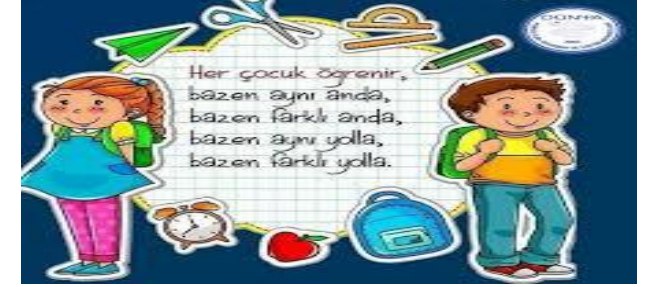 Her çocuk öğrenir,
bazen aynı anda,
bazen farklı anda,
bazen aynı yolla,
bazen farklı yolla.